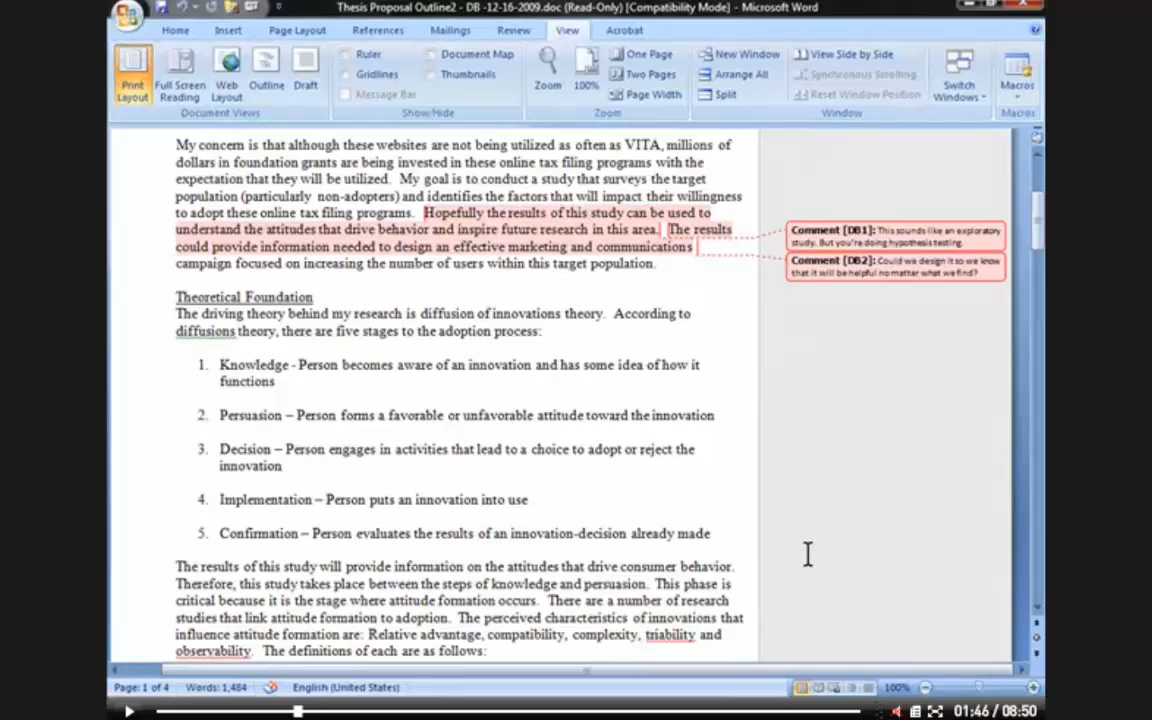 Thesis Proposal Outline2 - DB -12-16-2009.doc (Read-Only) [Compatibility Mode] - Microsoft Word
Home Insert Page Layout References Mailings Review View Acrobat
Print Layout
Full Screen Reading
Web Layout
Outline
Draft
Document Views
Ruler
Gridlines
Message Bar
Document Map
Thumbnails
Show/Hide
Zoom
100%
One Page
Two Pages
Page Width
Zoom
New Window
Arrange All
Split
View Side by Side
Synchronous Scrolling
Reset Window Position
Window
Switch Windows
Macros
Macros
My concern is that although these websites are not being utilized as often as VITA, millions of
dollars in foundation grants are being invested in these online tax filing programs with the
expectation that they will be utilized. My goal is to conduct a study that surveys the target
population (particularly non-adopters) and identifies the factors that will impact their willingness
to adopt these online tax filing programs. Hopefully the results of this study can be used to
understand the attitudes that drive behavior and inspire future research in this area. The results
could provide information needed to design an effective marketing and communications
campaign focused on increasing the number of users within this target population.
Comment [DB1]: This sounds like an exploratory
study. But you're doing hypothesis testing.
Comment [DB2]: Could we design it so we know
that it will be helpful no matter what we find?
Theoretical Foundation
The driving theory behind my research is diffusion of innovations theory. According to
diffusions theory, there are five stages to the adoption process:
1. Knowledge - Person becomes aware of an innovation and has some idea of how it
functions
2. Persuasion – Person forms a favorable or unfavorable attitude toward the innovation
3. Decision – Person engages in activities that lead to a choice to adopt or reject the
innovation
4. Implementation – Person puts an innovation into use
5. Confirmation – Person evaluates the results of an innovation-decision already made
The results of this study will provide information on the attitudes that drive consumer behavior.
Therefore, this study takes place between the steps of knowledge and persuasion. This phase is
critical because it is the stage where attitude formation occurs. There are a number of research
studies that link attitude formation to adoption. The perceived characteristics of innovations that
influence attitude formation are: Relative advantage, compatibility, complexity, triability and
observability. The definitions of each are as follows:
Page: 1 of 4 Words: 1,484 English (United States) 100%
01:46 / 08:50